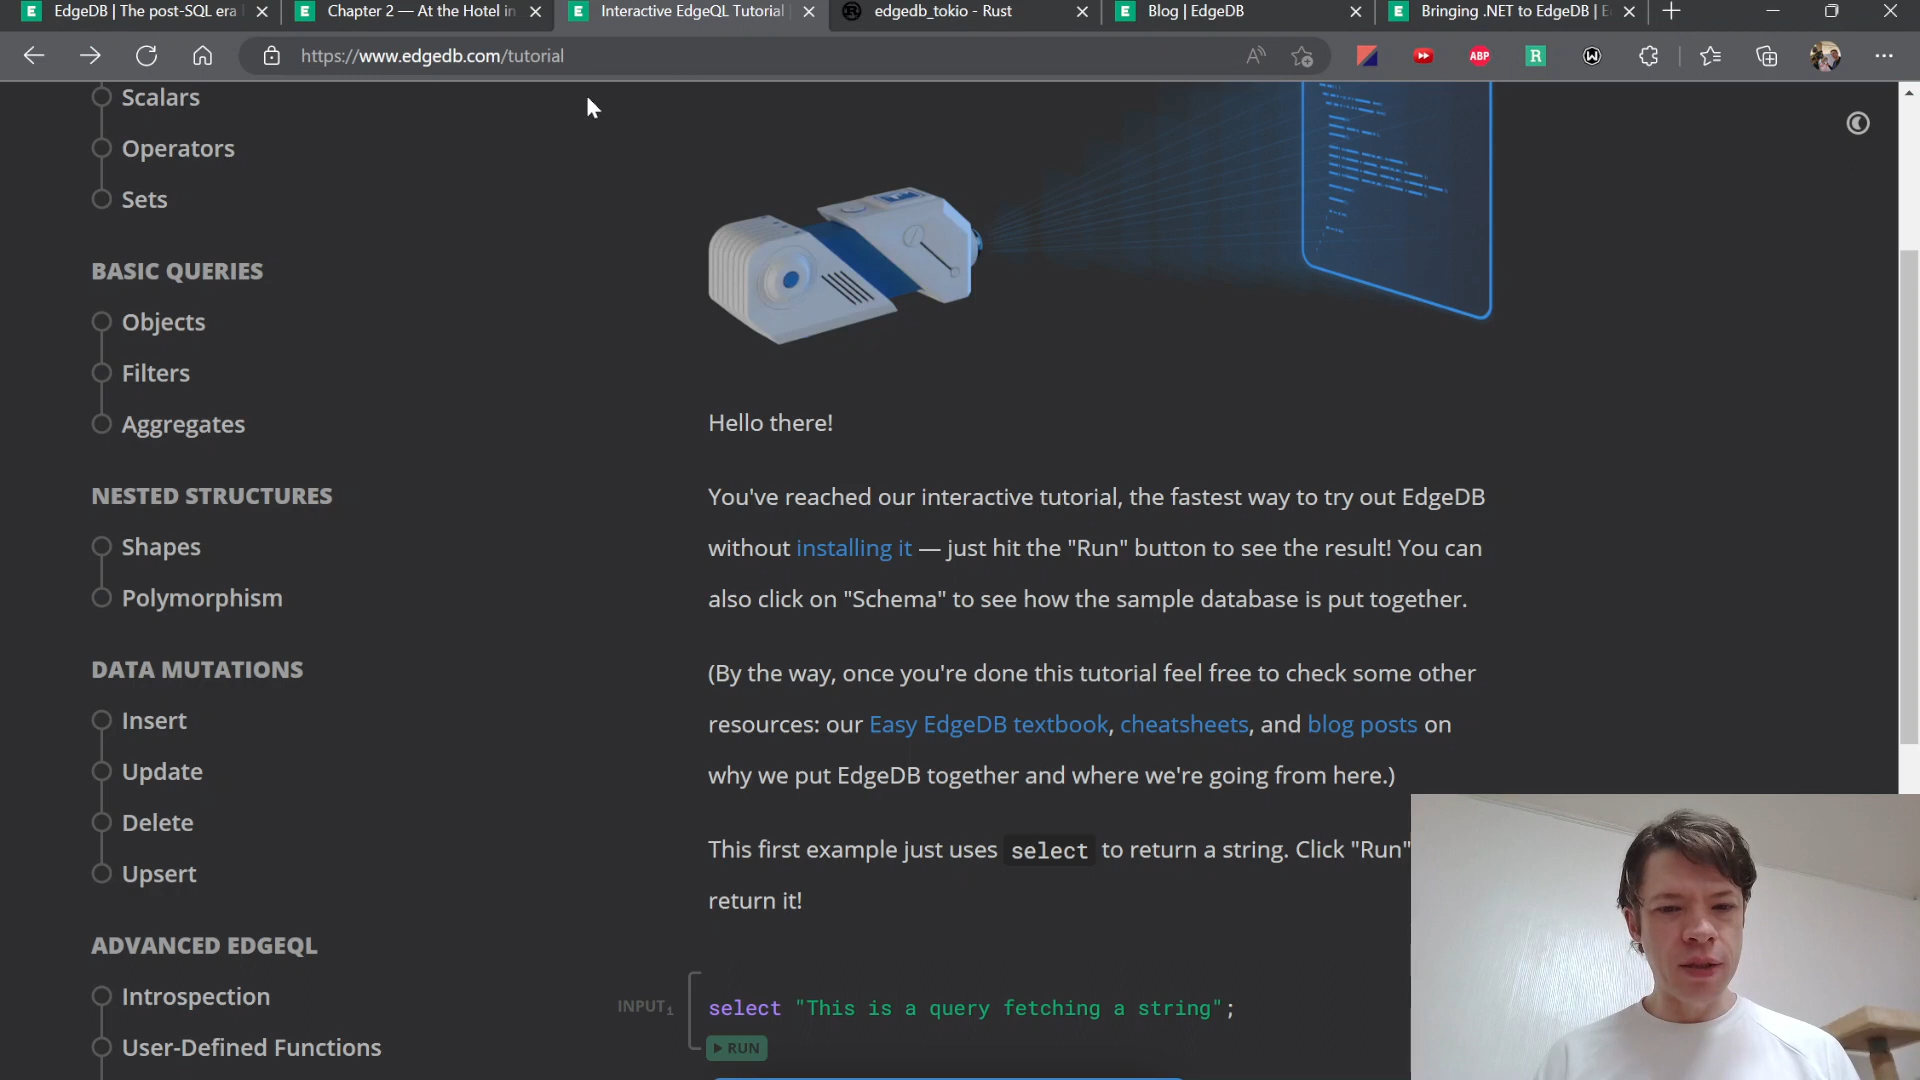 EdgeDB | The post-SQL era
Chapter 2 — At the Hotel in
Interactive EdgeQL Tutorial
edgedb_tokio - Rust
Blog | EdgeDB
Bringing .NET to EdgeDB | E
https://www.edgedb.com/tutorial
ABP
R
Scalars
Operators
Sets
BASIC QUERIES
Objects
Filters
Aggregates
NESTED STRUCTURES
Shapes
Polymorphism
DATA MUTATIONS
Insert
Update
Delete
Upsert
ADVANCED EDGEQL
Introspection
User-Defined Functions
Hello there!
You've reached our interactive tutorial, the fastest way to try out EdgeDB
without installing it — just hit the "Run" button to see the result! You can
also click on "Schema" to see how the sample database is put together.
(By the way, once you're done this tutorial feel free to check some other
resources: our Easy EdgeDB textbook, cheatsheets, and blog posts on
why we put EdgeDB together and where we're going from here.)
This first example just uses select to return a string. Click "Run"
return it!
INPUT1
select "This is a query fetching a string";
RUN